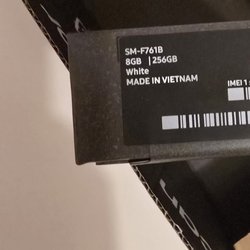 SM-F761B
8GB | 256GB
White
MADE IN VIETNAM
IMEI 1